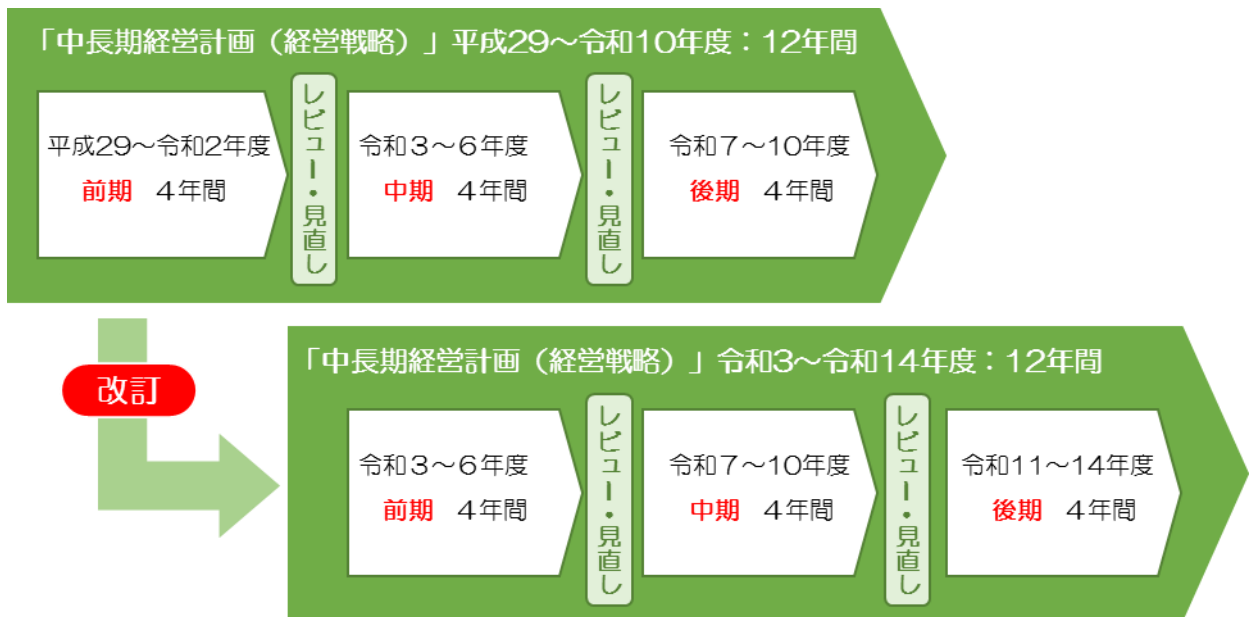 「中長期経営計画（経営戦略）」平成29～令和10年度：12年間
平成29～令和2年度
前期 4年間
レビュー・見直し
令和3～6年度
中期 4年間
レビュー・見直し
令和7～10年度
後期 4年間
改訂
「中長期経営計画（経営戦略）」令和3～令和14年度：12年間
令和3～6年度
前期 4年間
レビュー・見直し
令和7～10年度
中期 4年間
レビュー・見直し
令和11～14年度
後期 4年間